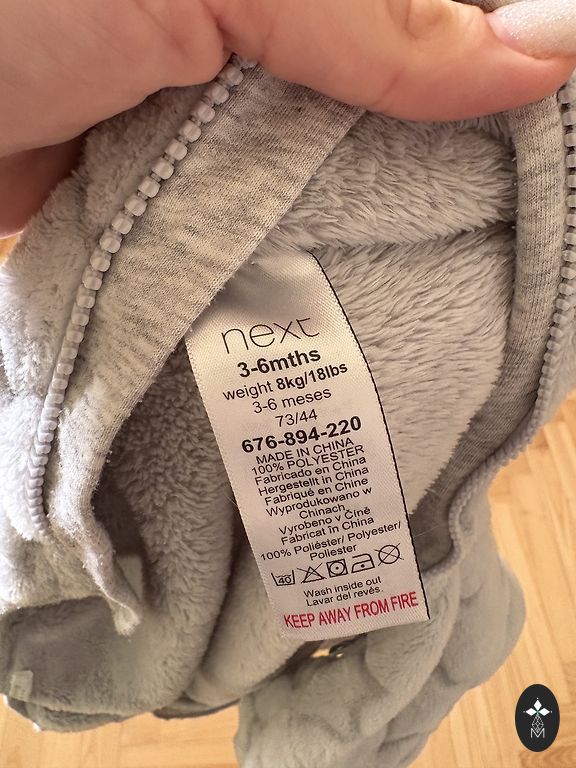 next
3-6mths
weight 8kg/18lbs
3-6 meses
73/44
676-894-220
MADE IN CHINA
100% POLYESTER
Fabricado en China
Hergestellt in China
Fabriqué en Chine
Wyprodukowano w
Chinach
Vyrobeno v Číně
Fabricat în China
100% Poliéster/ Polyester/
Poliester
40
Wash inside out
Lavar del revés.
KEEP AWAY FROM FIRE
M